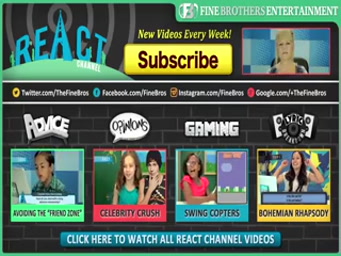 FB FINE BROTHERS ENTERTAINMENT
REACT
CHANNEL
New Videos Every Week!
Subscribe
Twitter.com/TheFineBros
Facebook.com/FineBros
Instagram.com/FineBros
Google.com/+TheFineBros
ADVICE
OPINIONS
GAMING
LYRIC
AVOIDING THE "FRIEND ZONE"
CELEBRITY CRUSH
SWING COPTERS
BOHEMIAN RHAPSODY
CLICK HERE TO WATCH ALL REACT CHANNEL VIDEOS